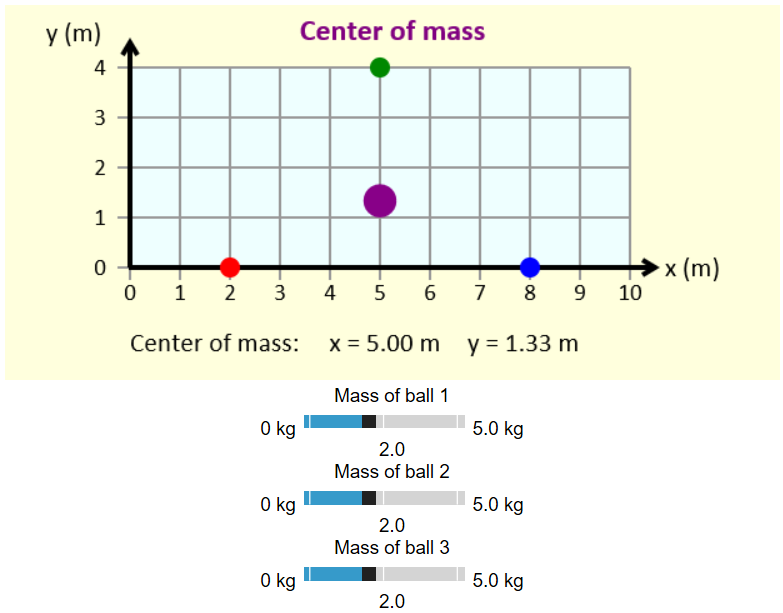 Center of mass
y (m)
4
3
2
1
0
x (m)
0 1 2 3 4 5 6 7 8 9 10
Center of mass: x = 5.00 m y = 1.33 m
Mass of ball 1
0 kg 5.0 kg
2.0
Mass of ball 2
0 kg 5.0 kg
2.0
Mass of ball 3
0 kg 5.0 kg
2.0